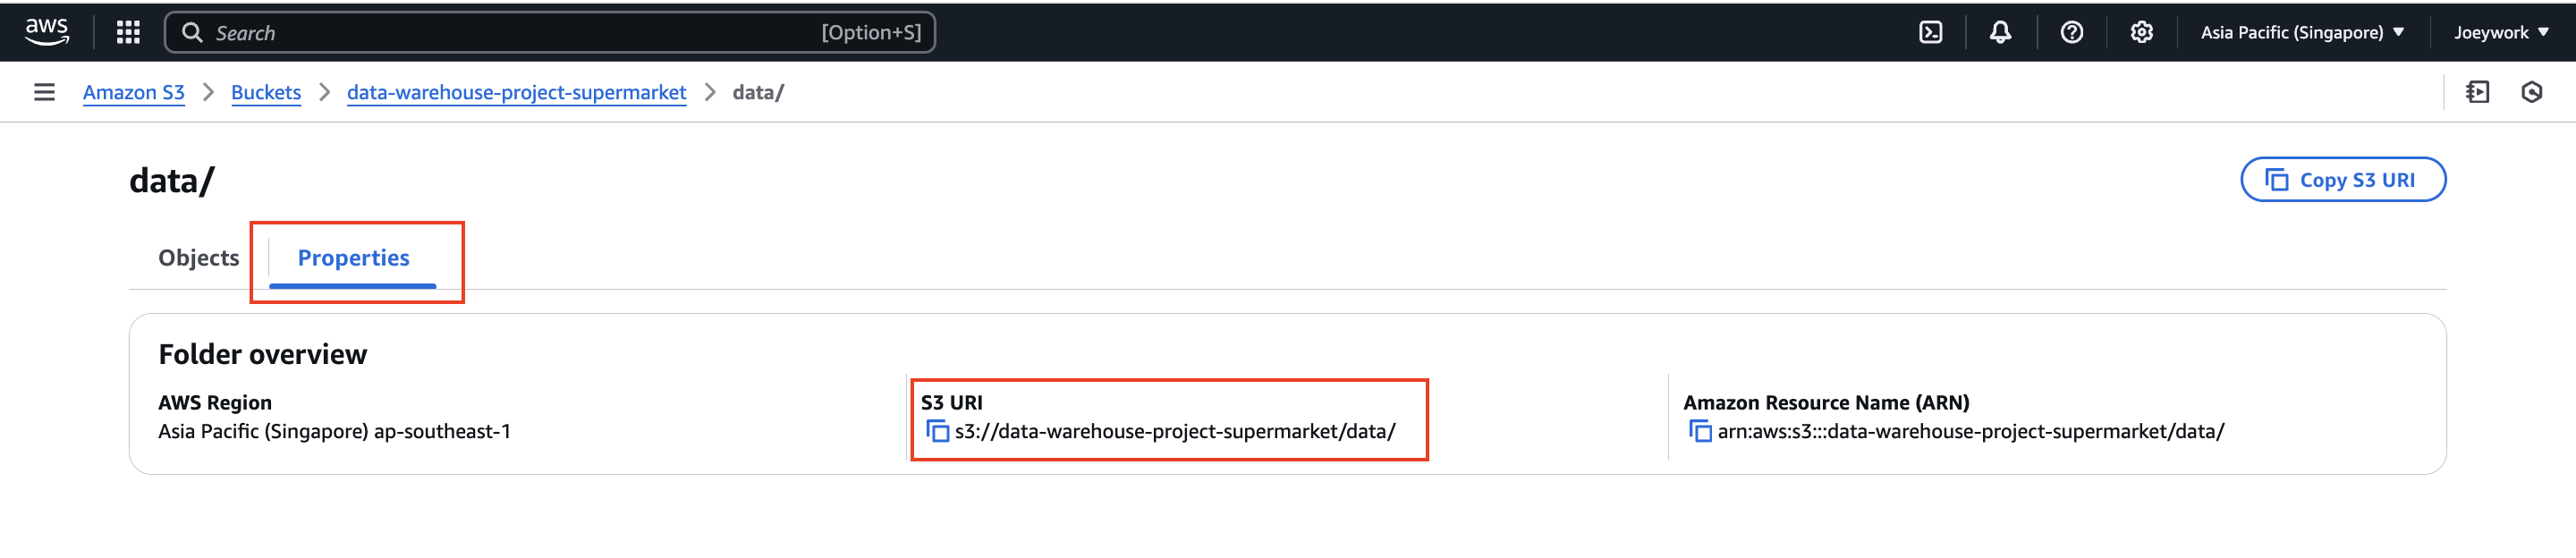 aws Search [Option+S] Asia Pacific (Singapore) Joeywork
Amazon S3 Buckets data-warehouse-project-supermarket data/
data/
Copy S3 URI
Objects Properties
Folder overview
AWS Region
Asia Pacific (Singapore) ap-southeast-1
S3 URI
s3://data-warehouse-project-supermarket/data/
Amazon Resource Name (ARN)
arn:aws:s3:::data-warehouse-project-supermarket/data/